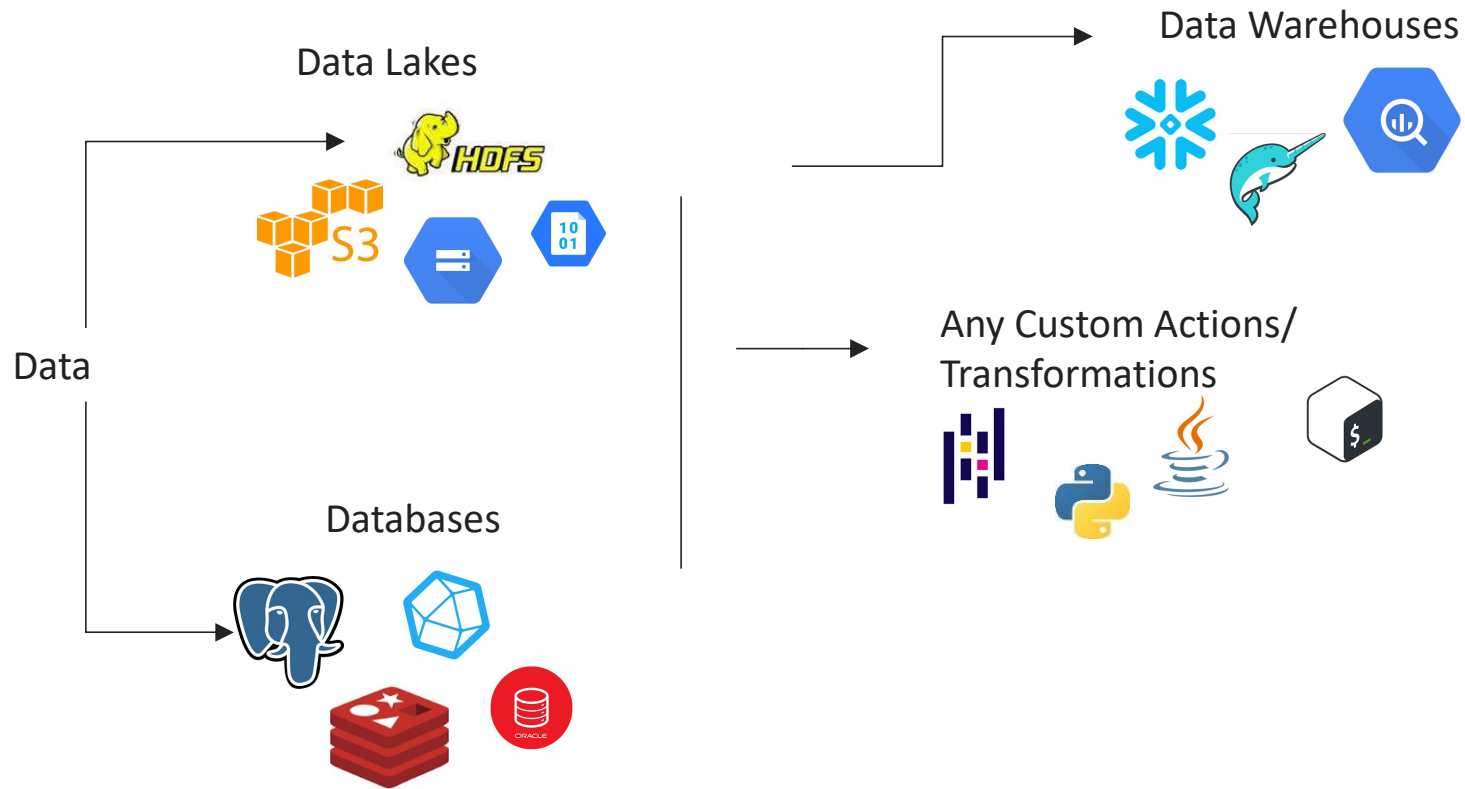 Data Warehouses
Data Lakes
HDFS
S3
10
01
Any Custom Actions/
Transformations
Data
$_
Databases
ORACLE